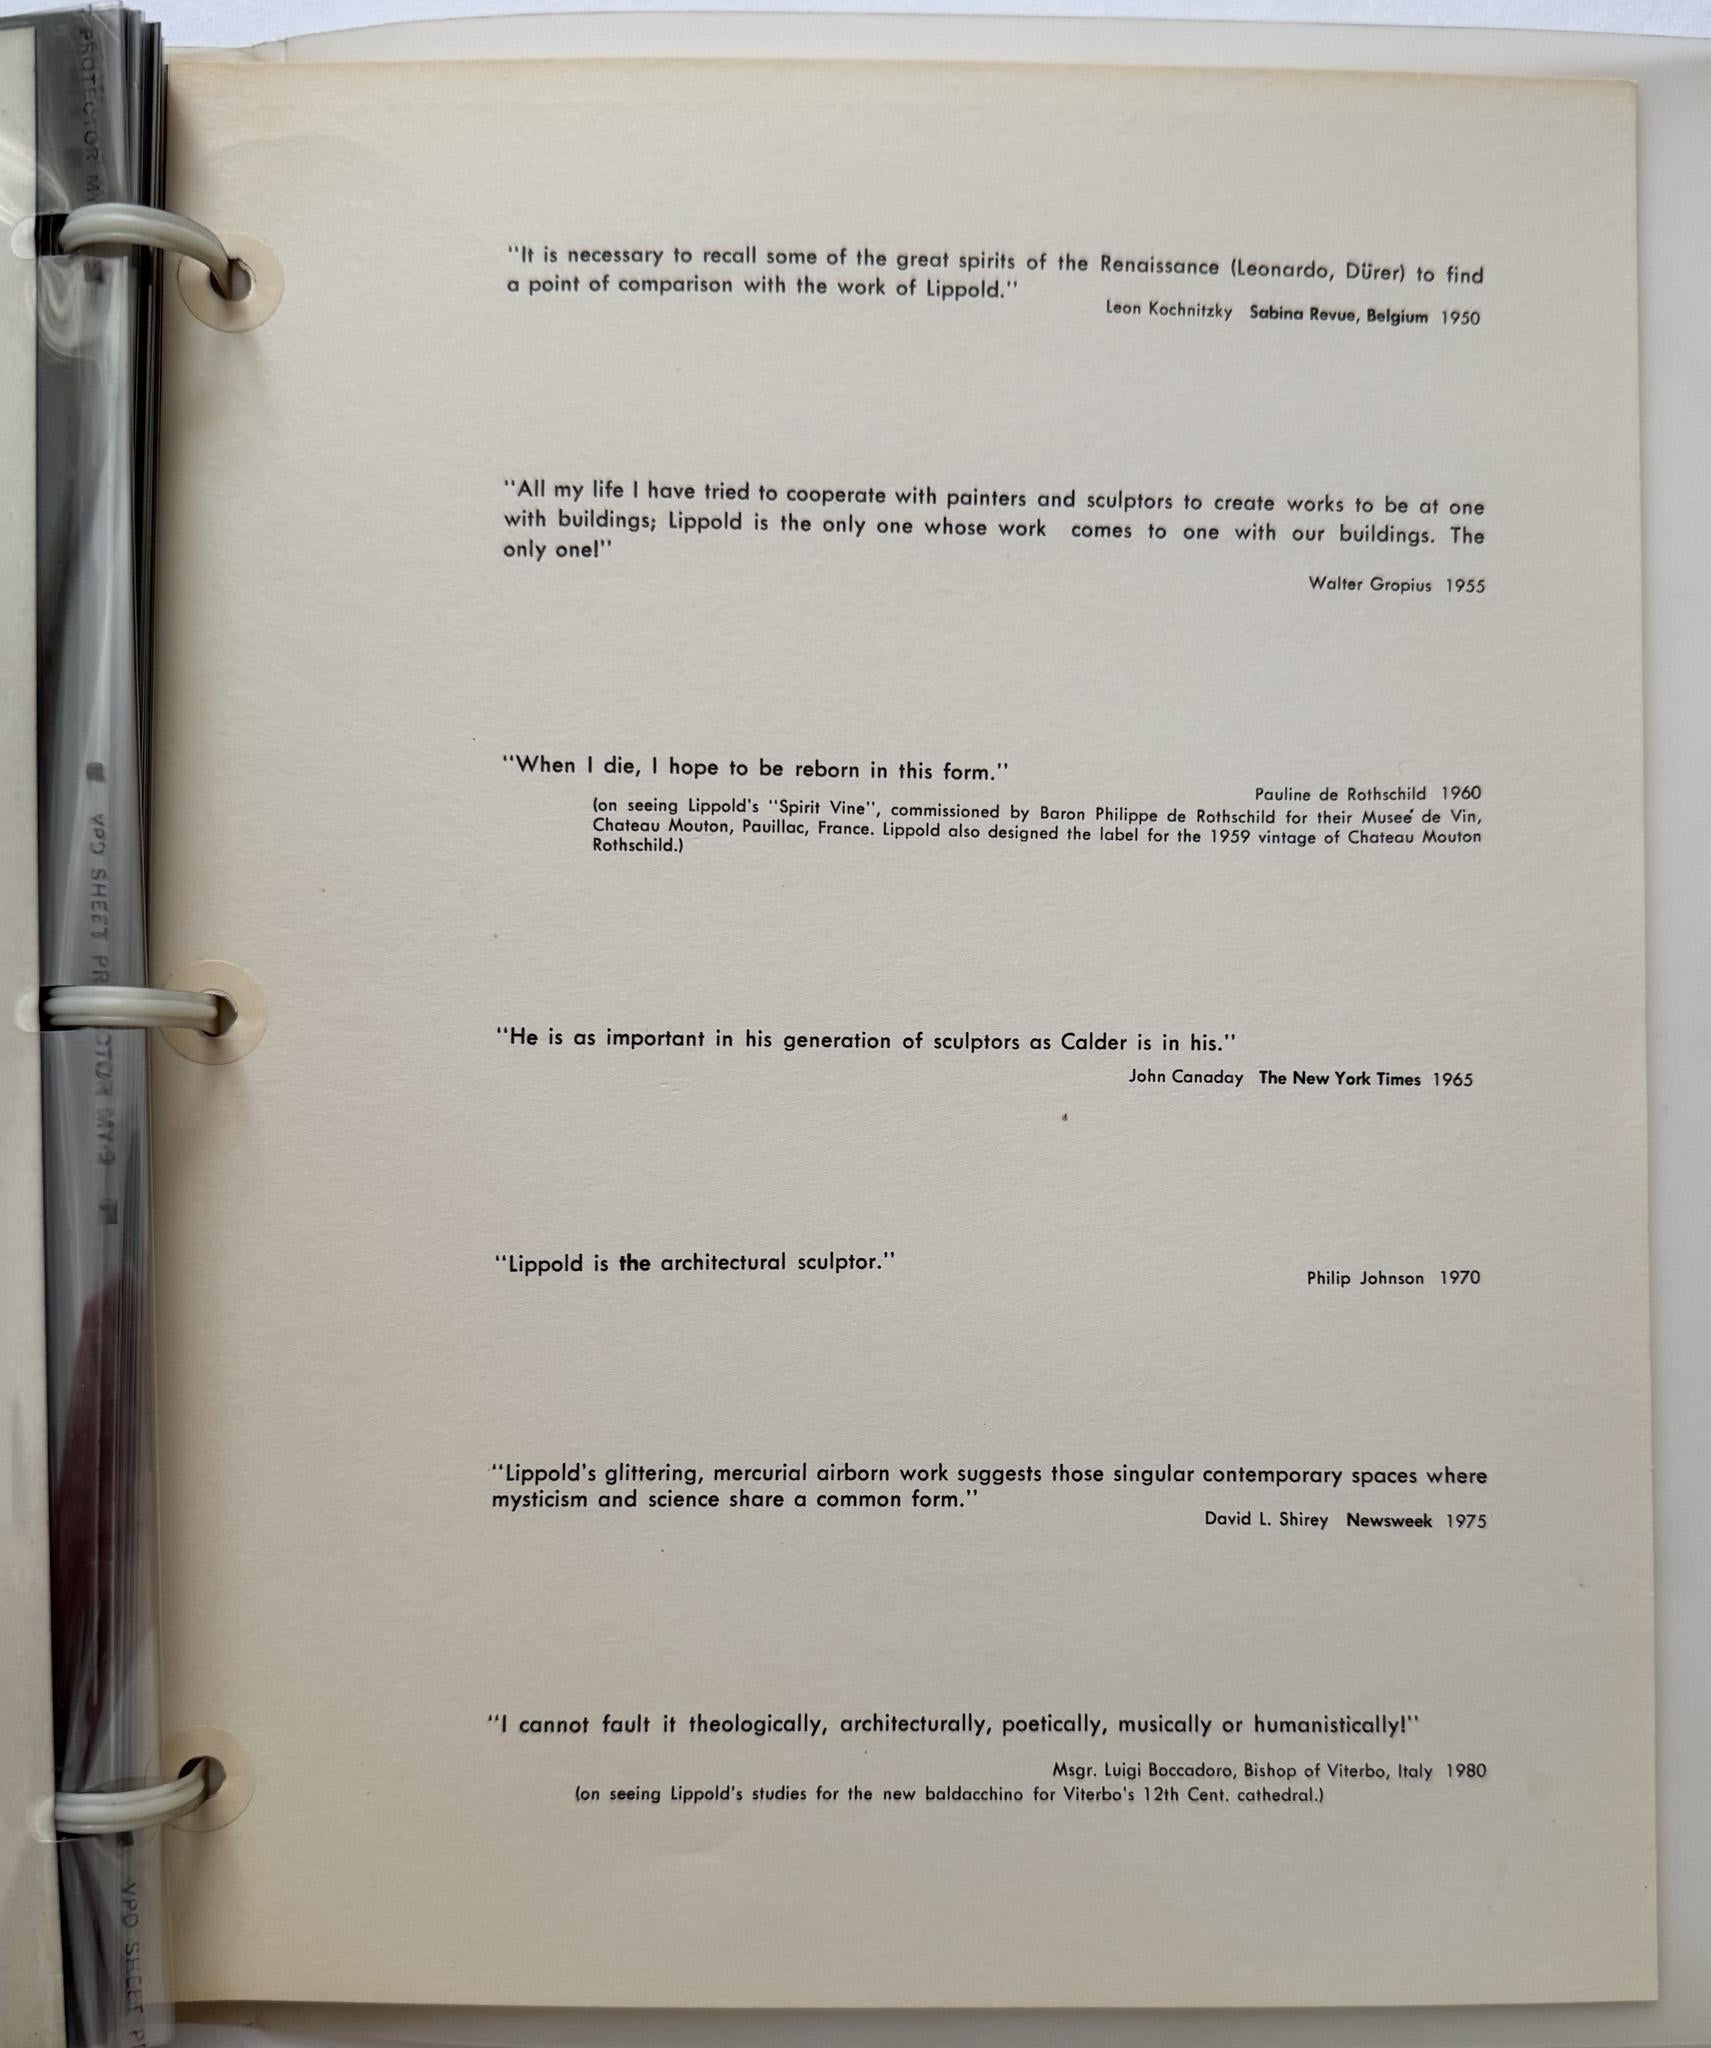 "It is necessary to recall some of the great spirits of the Renaissance (Leonardo, Dürer) to find
a point of comparison with the work of Lippold."
Leon Kochnitzky Sabina Revue, Belgium 1950
"All my life I have tried to cooperate with painters and sculptors to create works to be at one
with buildings; Lippold is the only one whose work comes to one with our buildings. The
only one!"
Walter Gropius 1955
"When I die, I hope to be reborn in this form."
Pauline de Rothschild 1960
(on seeing Lippold's "Spirit Vine", commissioned by Baron Philippe de Rothschild for their Museé de Vin,
Chateau Mouton, Pauillac, France. Lippold also designed the label for the 1959 vintage of Chateau Mouton
Rothschild.)
"He is as important in his generation of sculptors as Calder is in his."
John Canaday The New York Times 1965
"Lippold is the architectural sculptor."
Philip Johnson 1970
"Lippold's glittering, mercurial airborn work suggests those singular contemporary spaces where
mysticism and science share a common form."
David L. Shirey Newsweek 1975
"I cannot fault it theologically, architecturally, poetically, musically or humanistically!"
Msgr. Luigi Boccadoro, Bishop of Viterbo, Italy 1980
(on seeing Lippold's studies for the new baldacchino for Viterbo's 12th Cent. cathedral.)
PROTECTOR
VPD SHEET
VPD SHEET